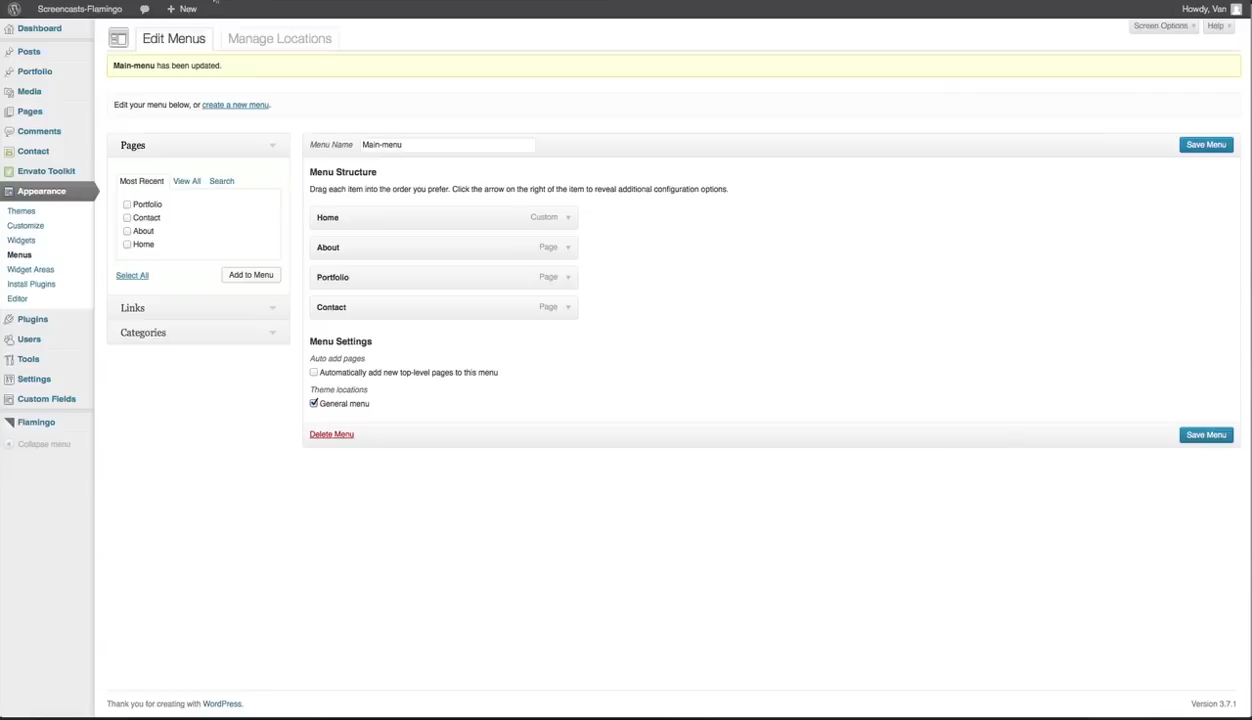 Screencasts-Flamingo
+ New
Howdy, Van
Dashboard
Posts
Portfolio
Media
Pages
Comments
Contact
Envato Toolkit
Appearance
Themes
Customize
Widgets
Menus
Widget Areas
Install Plugins
Editor
Plugins
Users
Tools
Settings
Custom Fields
Flamingo
Collapse menu
Edit Menus
Manage Locations
Screen Options
Help
Main-menu has been updated.
Edit your menu below, or create a new menu.
Pages
Most Recent View All Search
Portfolio
Contact
About
Home
Select All
Add to Menu
Links
Categories
Menu Name Main-menu
Save Menu
Menu Structure
Drag each item into the order you prefer. Click the arrow on the right of the item to reveal additional configuration options.
Home Custom
About Page
Portfolio Page
Contact Page
Menu Settings
Auto add pages
Automatically add new top-level pages to this menu
Theme locations
General menu
Delete Menu
Save Menu
Thank you for creating with WordPress.
Version 3.7.1